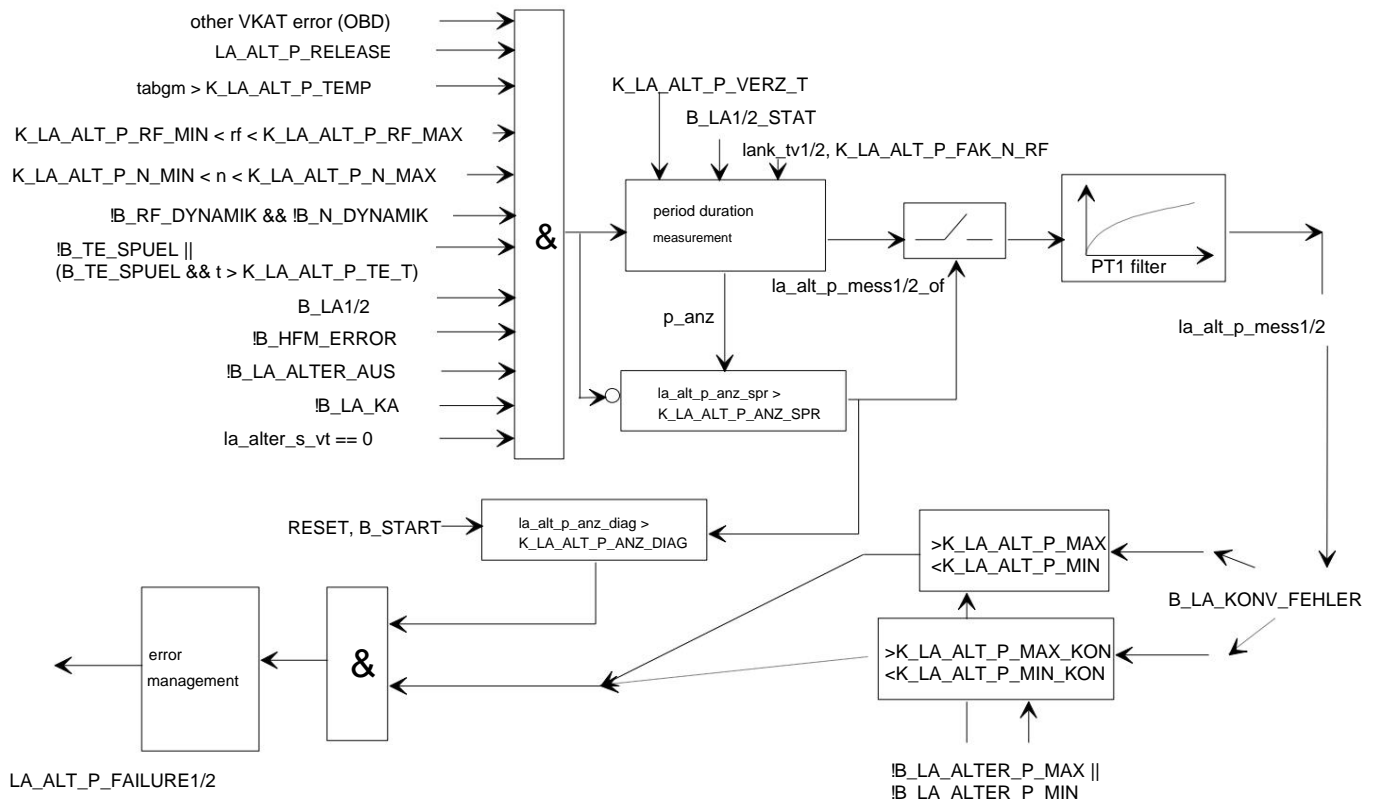 other VKAT error (OBD)
LA_ALT_P_RELEASE
tabgm > K_LA_ALT_P_TEMP
K_LA_ALT_P_RF_MIN < rf < K_LA_ALT_P_RF_MAX
K_LA_ALT_P_N_MIN < n < K_LA_ALT_P_N_MAX
!B_RF_DYNAMIK && !B_N_DYNAMIK
!B_TE_SPUEL ||
(B_TE_SPUEL && t > K_LA_ALT_P_TE_T)
B_LA1/2
!B_HFM_ERROR
!B_LA_ALTER_AUS
!B_LA_KA
la_alter_s_vt == 0
&
K_LA_ALT_P_VERZ_T
B_LA1/2_STAT
lank_tv1/2, K_LA_ALT_P_FAK_N_RF
period duration
measurement
la_alt_p_mess1/2_of
PT1 filter
p_anz
la_alt_p_mess1/2
la_alt_p_anz_spr >
K_LA_ALT_P_ANZ_SPR
RESET, B_START
la_alt_p_anz_diag >
K_LA_ALT_P_ANZ_DIAG
>K_LA_ALT_P_MAX
<K_LA_ALT_P_MIN
B_LA_KONV_FEHLER
>K_LA_ALT_P_MAX_KON
<K_LA_ALT_P_MIN_KON
&
error
management
!B_LA_ALTER_P_MAX ||
!B_LA_ALTER_P_MIN
LA_ALT_P_FAILURE1/2